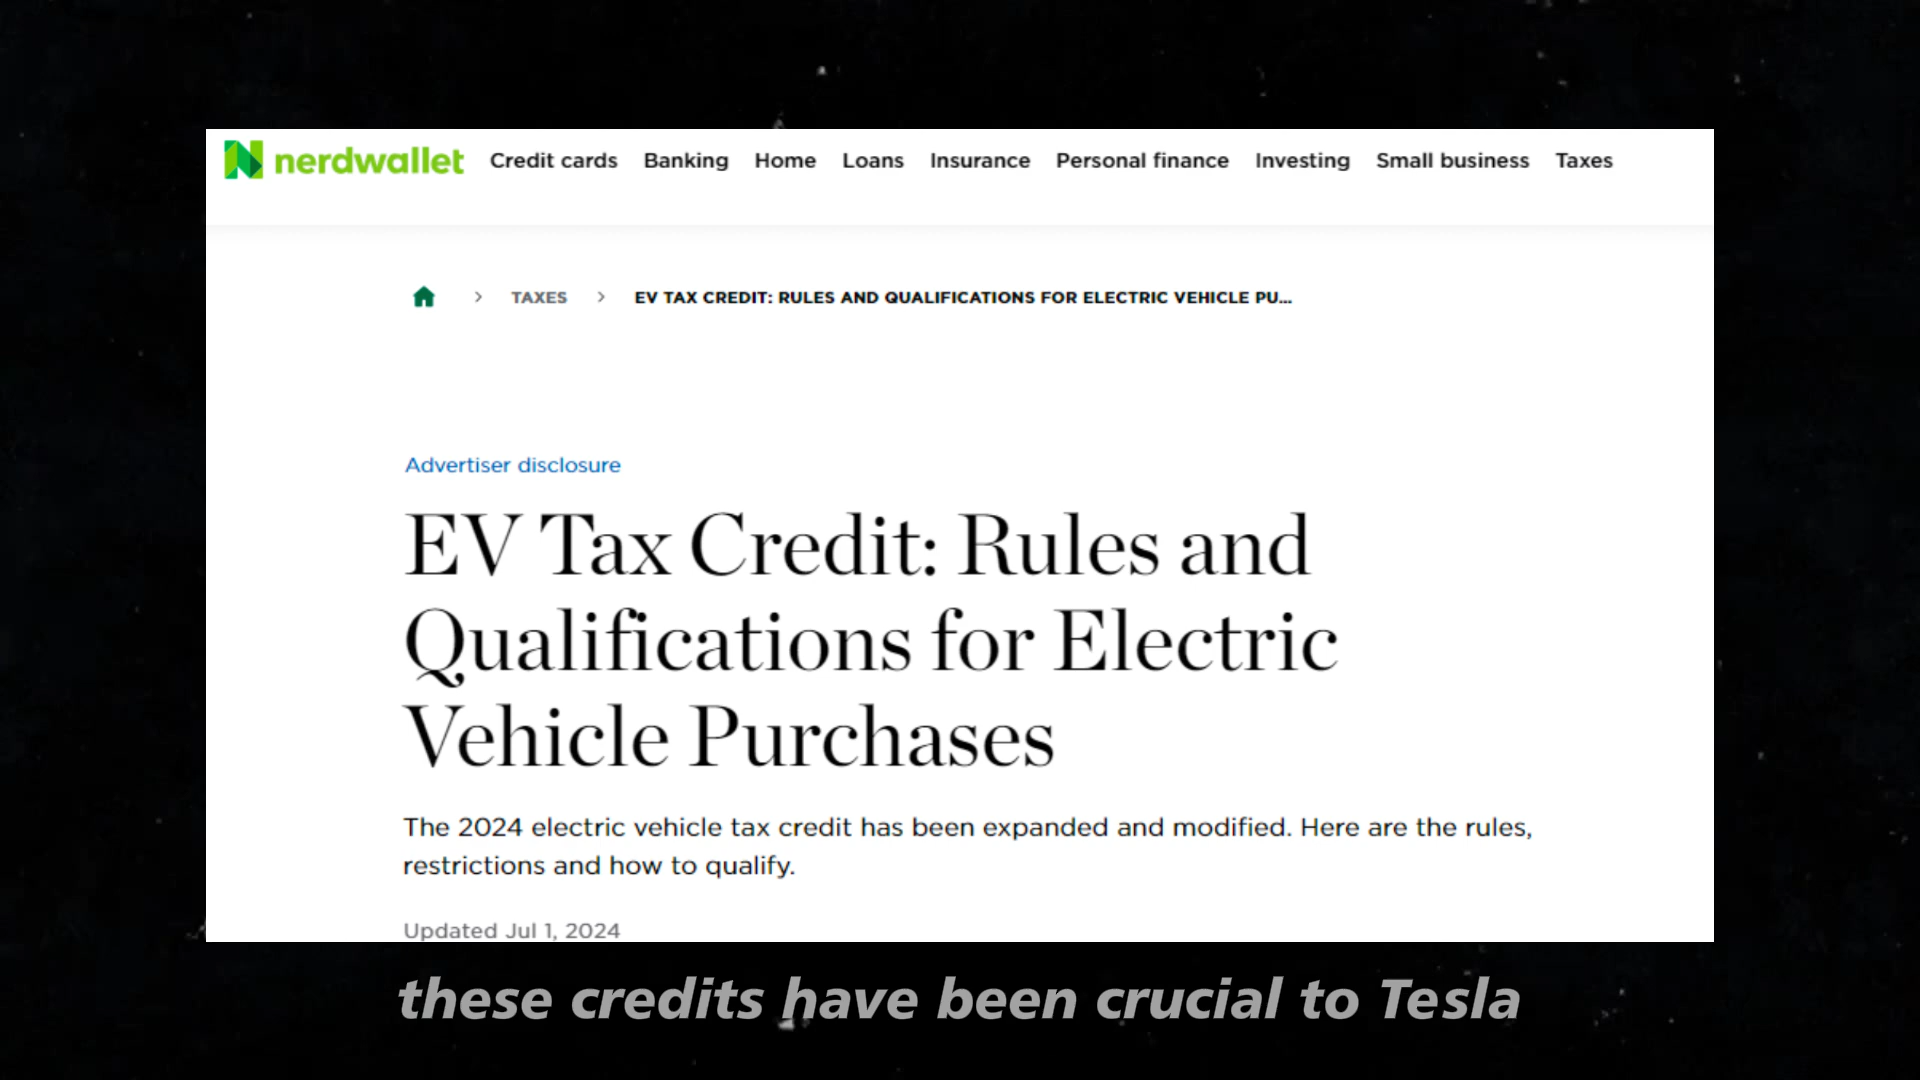 nerdwallet Credit cards Banking Home Loans Insurance Personal finance Investing Small business Taxes
TAXES > EV TAX CREDIT: RULES AND QUALIFICATIONS FOR ELECTRIC VEHICLE PU...
Advertiser disclosure
EV Tax Credit: Rules and
Qualifications for Electric
Vehicle Purchases
The 2024 electric vehicle tax credit has been expanded and modified. Here are the rules,
restrictions and how to qualify.
Updated Jul 1, 2024
these credits have been crucial to Tesla